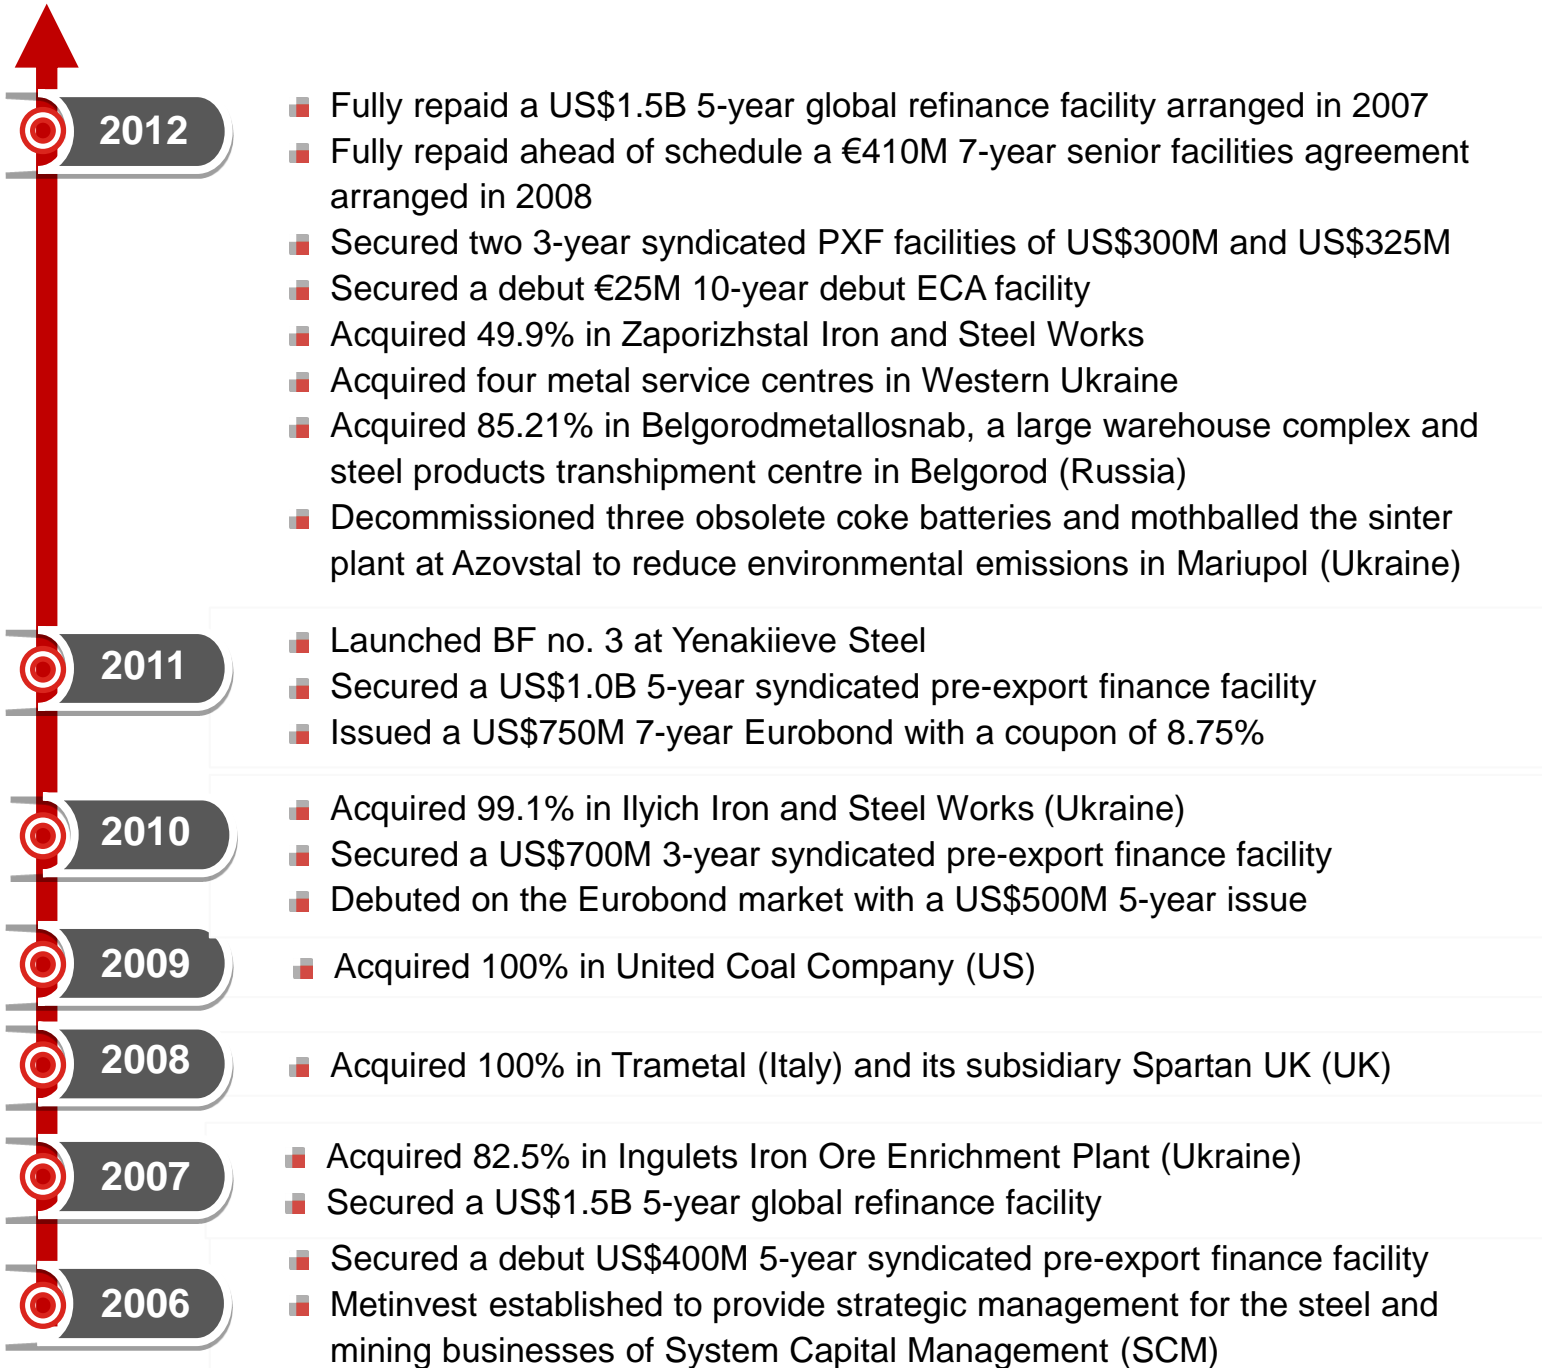 2012
Fully repaid a US$1.5B 5-year global refinance facility arranged in 2007
Fully repaid ahead of schedule a €410M 7-year senior facilities agreement
arranged in 2008
Secured two 3-year syndicated PXF facilities of US$300M and US$325M
Secured a debut €25M 10-year debut ECA facility
Acquired 49.9% in Zaporizhstal Iron and Steel Works
Acquired four metal service centres in Western Ukraine
Acquired 85.21% in Belgorodmetallosnab, a large warehouse complex and
steel products transhipment centre in Belgorod (Russia)
Decommissioned three obsolete coke batteries and mothballed the sinter
plant at Azovstal to reduce environmental emissions in Mariupol (Ukraine)
2011
Launched BF no. 3 at Yenakiieve Steel
Secured a US$1.0B 5-year syndicated pre-export finance facility
Issued a US$750M 7-year Eurobond with a coupon of 8.75%
2010
Acquired 99.1% in Ilyich Iron and Steel Works (Ukraine)
Secured a US$700M 3-year syndicated pre-export finance facility
Debuted on the Eurobond market with a US$500M 5-year issue
2009
Acquired 100% in United Coal Company (US)
2008
Acquired 100% in Trametal (Italy) and its subsidiary Spartan UK (UK)
2007
Acquired 82.5% in Ingulets Iron Ore Enrichment Plant (Ukraine)
Secured a US$1.5B 5-year global refinance facility
2006
Secured a debut US$400M 5-year syndicated pre-export finance facility
Metinvest established to provide strategic management for the steel and
mining businesses of System Capital Management (SCM)